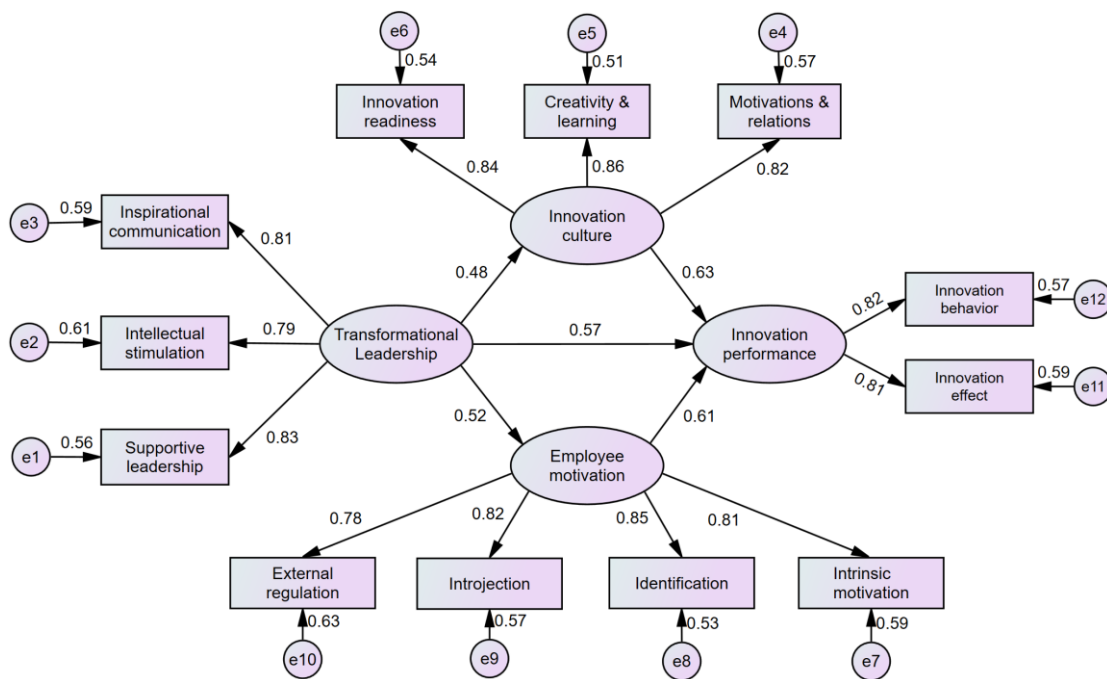 e6
e5
e4
0.54
0.51
0.57
Innovation
readiness
Creativity &
learning
Motivations &
relations
0.84
0.86
0.82
e3
0.59
Inspirational
communication
0.81
Innovation
culture
0.48
0.63
e2
0.61
Intellectual
stimulation
0.79
Transformational
Leadership
0.57
Innovation
performance
0.82
Innovation
behavior
0.57
e12
0.81
Innovation
effect
0.59
e11
0.52
0.61
e1
0.56
Supportive
leadership
0.83
Employee
motivation
0.78
0.82
0.85
0.81
External
regulation
Introjection
Identification
Intrinsic
motivation
0.63
0.57
0.53
0.59
e10
e9
e8
e7